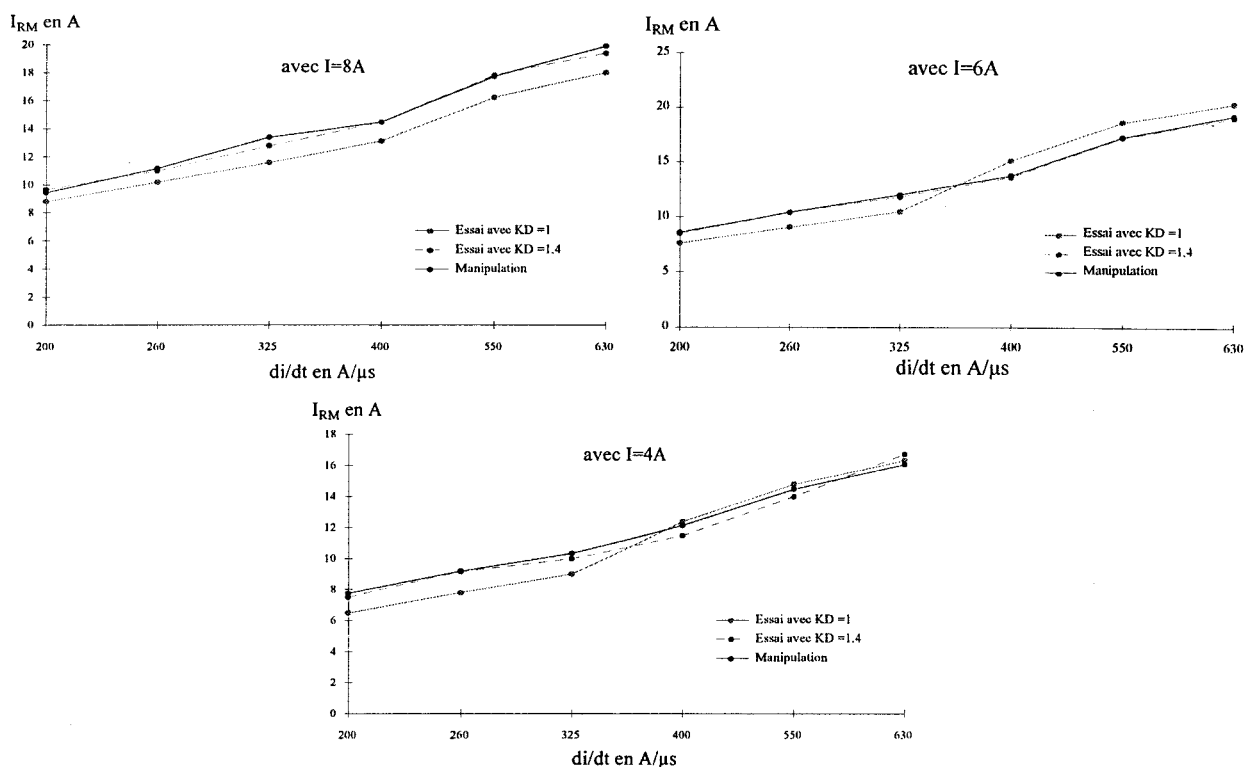 I_RM en A
avec I=8A
20
18
16
14
12
10
8
6
4
2
0
Essai avec KD =1
Essai avec KD =1.4
Manipulation
200 260 325 400 550 630
di/dt en A/µs
I_RM en A
avec I=6A
25
20
15
10
5
0
Essai avec KD =1
Essai avec KD =1.4
Manipulation
200 260 325 400 550 630
di/dt en A/µs
I_RM en A
avec I=4A
18
16
14
12
10
8
6
4
2
0
Essai avec KD =1
Essai avec KD =1.4
Manipulation
200 260 325 400 550 630
di/dt en A/µs